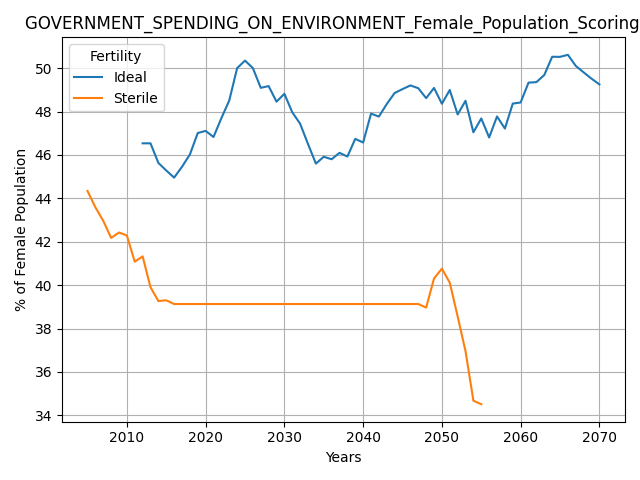 GOVERNMENT_SPENDING_ON_ENVIRONMENT_Female_Population_Scoring
Fertility
Ideal
Sterile
% of Female Population
50
48
46
44
42
40
38
36
34
2010 2020 2030 2040 2050 2060 2070
Years